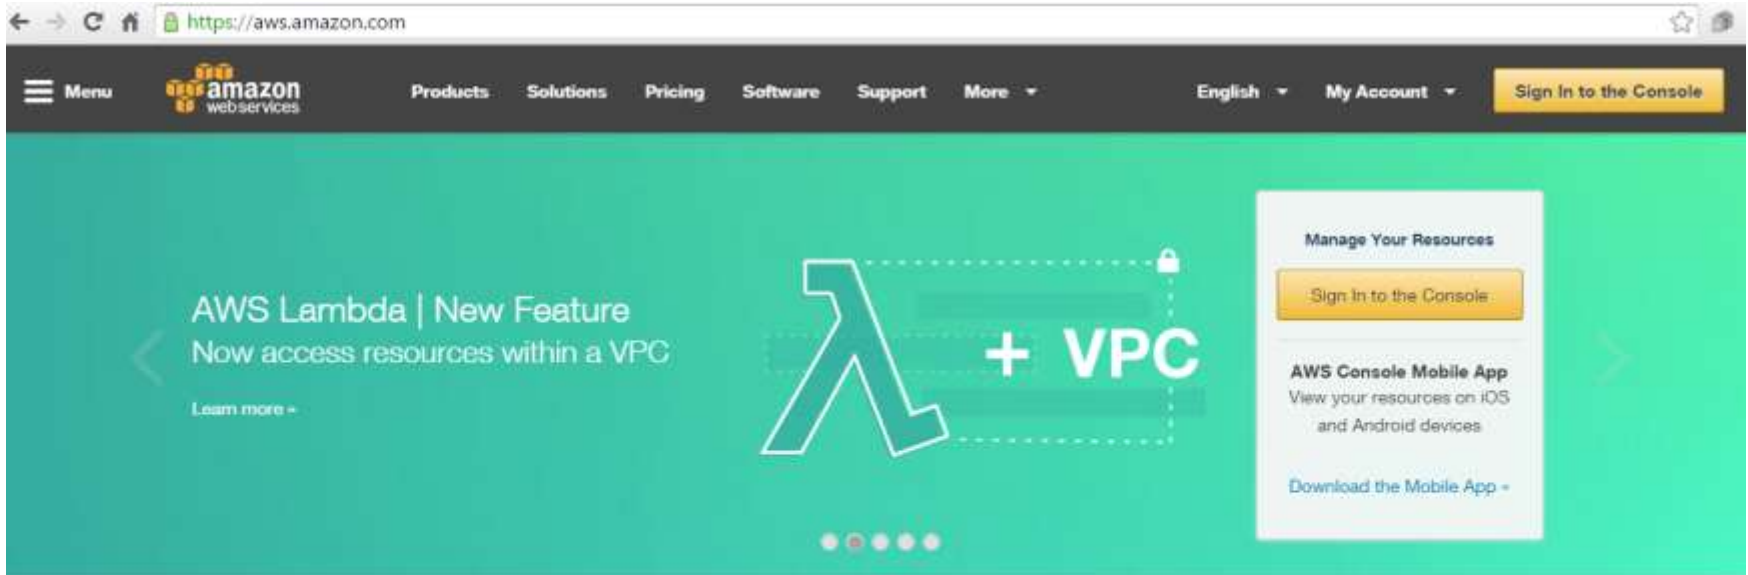 https://aws.amazon.com
Menu
amazon
webservices
Products Solutions Pricing Software Support More English My Account Sign In to the Console
AWS Lambda | New Feature
Now access resources within a VPC
Learn more »
λ + VPC
Manage Your Resources
Sign In to the Console
AWS Console Mobile App
View your resources on iOS
and Android devices
Download the Mobile App »